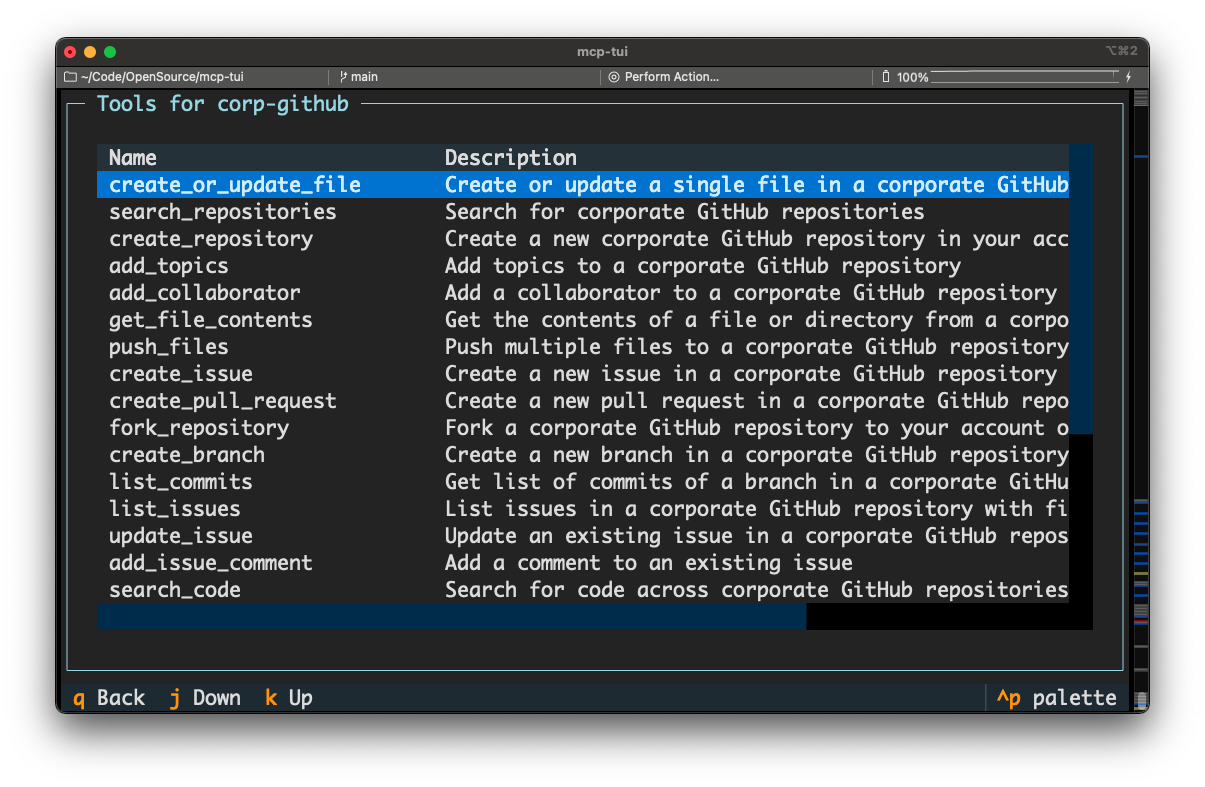 mcp-tui
⌥⌘2
~/Code/OpenSource/mcp-tui
main
Perform Action...
100%
Tools for corp-github
Name Description
create_or_update_file Create or update a single file in a corporate GitHub
search_repositories Search for corporate GitHub repositories
create_repository Create a new corporate GitHub repository in your acc
add_topics Add topics to a corporate GitHub repository
add_collaborator Add a collaborator to a corporate GitHub repository
get_file_contents Get the contents of a file or directory from a corpo
push_files Push multiple files to a corporate GitHub repository
create_issue Create a new issue in a corporate GitHub repository
create_pull_request Create a new pull request in a corporate GitHub repo
fork_repository Fork a corporate GitHub repository to your account o
create_branch Create a new branch in a corporate GitHub repository
list_commits Get list of commits of a branch in a corporate GitHu
list_issues List issues in a corporate GitHub repository with fi
update_issue Update an existing issue in a corporate GitHub repos
add_issue_comment Add a comment to an existing issue
search_code Search for code across corporate GitHub repositories
q Back j Down k Up ^p palette